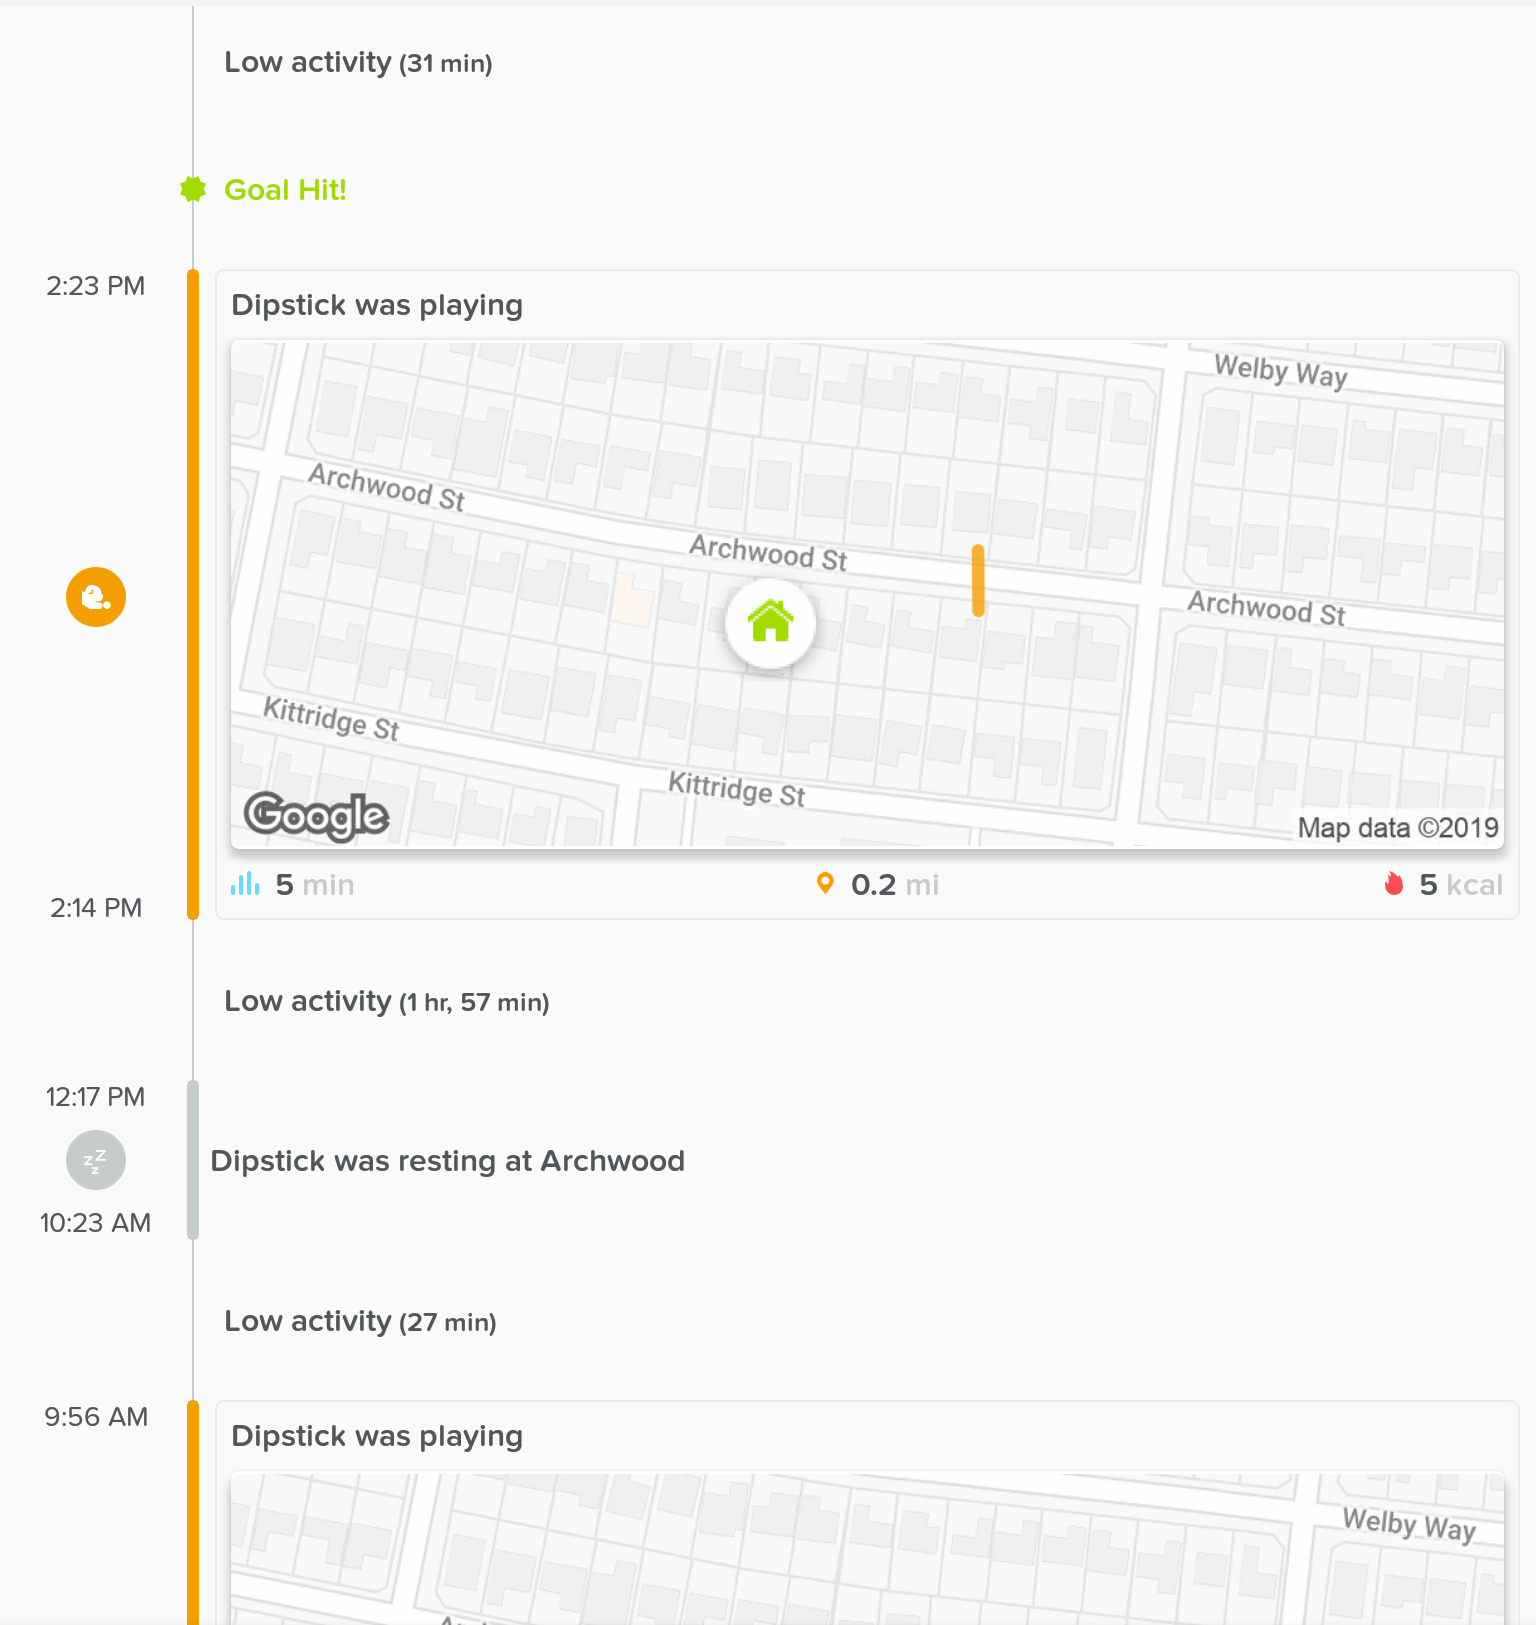 Low activity (31 min)
Goal Hit!
2:23 PM
Dipstick was playing
Welby Way
Archwood St
Archwood St
Archwood St
Kittridge St
Kittridge St
Google
Map data ©2019
5 min
0.2 mi
5 kcal
2:14 PM
Low activity (1 hr, 57 min)
12:17 PM
zzz
Dipstick was resting at Archwood
10:23 AM
Low activity (27 min)
9:56 AM
Dipstick was playing
Welby Way